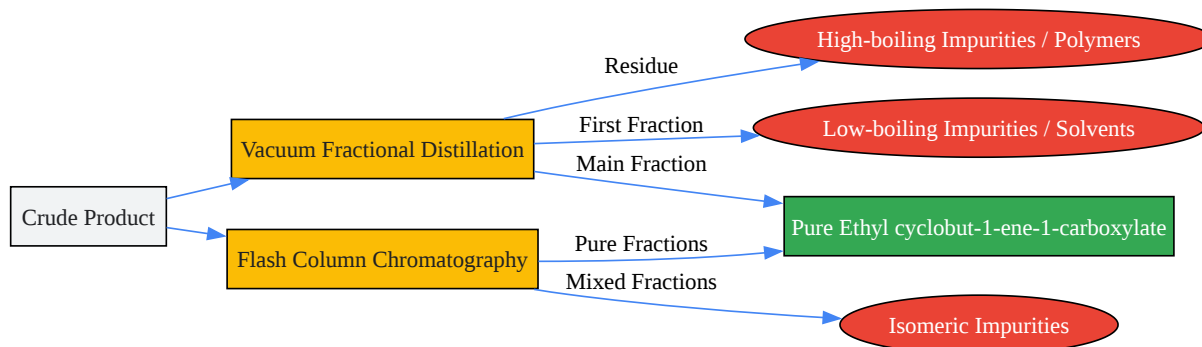 High-boiling Impurities / Polymers
Residue
First Fraction
Low-boiling Impurities / Solvents
Vacuum Fractional Distillation
Main Fraction
Crude Product
Pure Ethyl cyclobut-1-ene-1-carboxylate
Pure Fractions
Flash Column Chromatography
Mixed Fractions
Isomeric Impurities